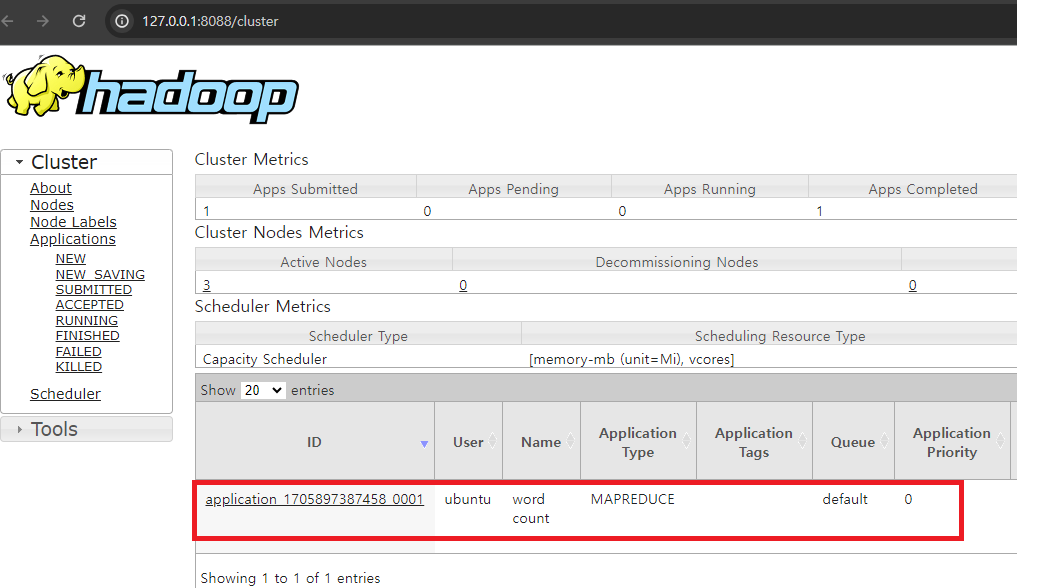 127.0.0.1:8088/cluster
hadoop
Cluster
About
Nodes
Node Labels
Applications
NEW
NEW_SAVING
SUBMITTED
ACCEPTED
RUNNING
FINISHED
FAILED
KILLED
Scheduler
Tools
Cluster Metrics
Apps Submitted Apps Pending Apps Running Apps Completed
1 0 0 1
Cluster Nodes Metrics
Active Nodes Decommissioning Nodes
3 0 0
Scheduler Metrics
Scheduler Type Scheduling Resource Type
Capacity Scheduler [memory-mb (unit=Mi), vcores]
Show 20 entries
ID User Name Application Type Application Tags Queue Application Priority
application_1705897387458_0001 ubuntu word count MAPREDUCE default 0
Showing 1 to 1 of 1 entries